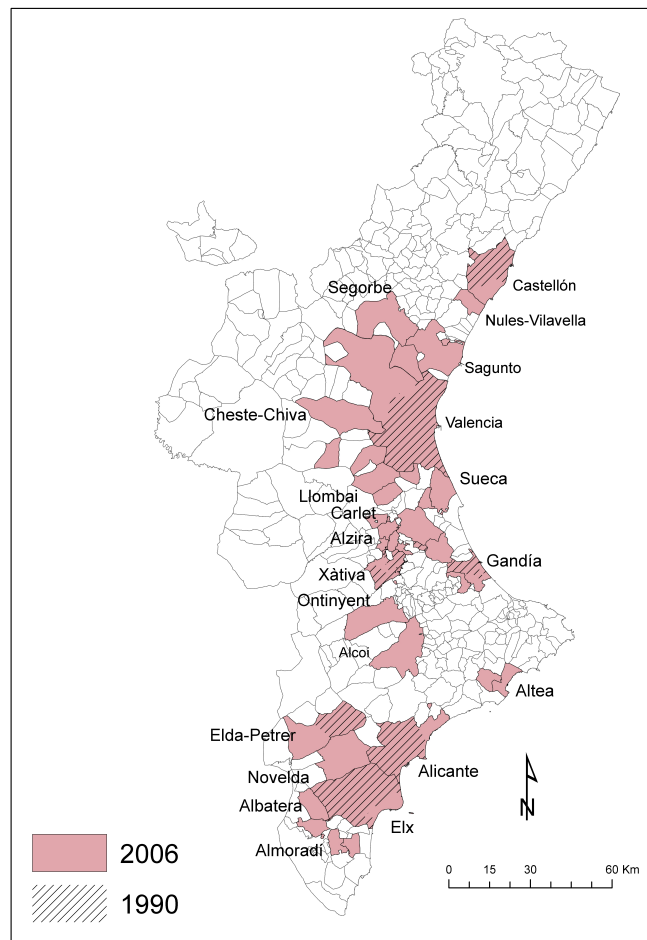 Castellón
Segorbe
Nules-Vilavella
Sagunto
Cheste-Chiva
Valencia
Sueca
Llombai
Carlet
Alzira
Gandía
Xàtiva
Ontinyent
Alcoi
Altea
Elda-Petrer
Alicante
Novelda
Albatera
Elx
Almoradí
N
2006
1990
0 15 30 60 Km